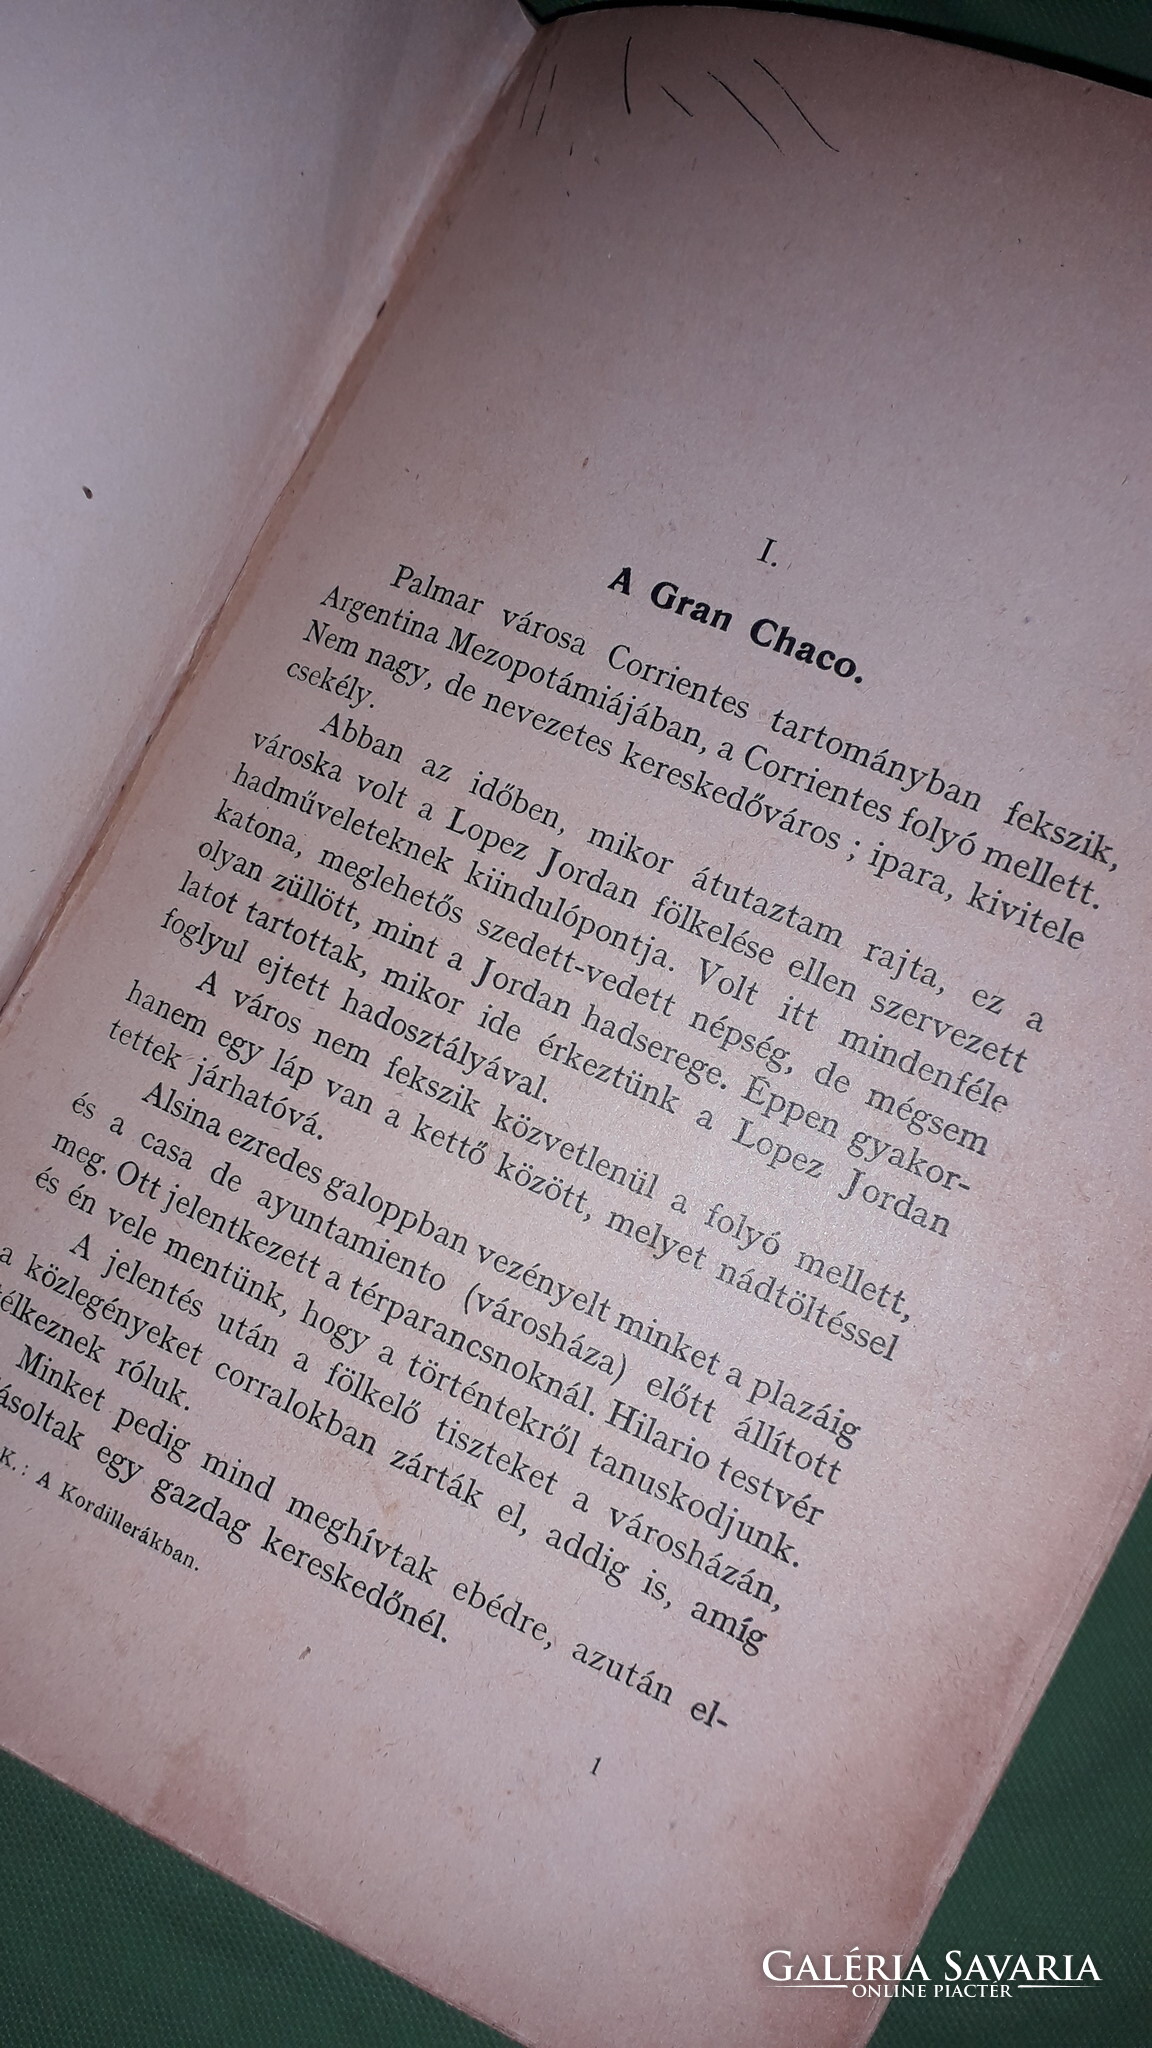 I.
A Gran Chaco.
Palmar városa Corrientes tartományban fekszik,
Argentina Mezopotámiájában, a Corrientes folyó mellett.
Nem nagy, de nevezetes kereskedőváros ; ipara, kivitele
csekély.
Abban az időben, mikor átutaztam rajta, ez a
városka volt a Lopez Jordan fölkelése ellen szervezett
hadműveleteknek kiindulópontja. Volt itt mindenféle
katona, meglehetős szedett-vedett népség, de mégsem
olyan züllött, mint a Jordan hadserege. Éppen gyakor-
latot tartottak, mikor ide érkeztünk a Lopez Jordan
foglyul ejtett hadosztályával.
A város nem fekszik közvetlenül a folyó mellett,
hanem egy láp van a kettő között, melyet nádtöltéssel
tettek járhatóvá.
Alsina ezredes galoppban vezényelt minket a plazáig
és a casa de ayuntamiento (városháza) előtt állított
meg. Ott jelentkezett a térparancsnoknál. Hilario testvér
és én vele mentünk, hogy a történtekről tanuskodjunk.
A jelentés után a fölkelő tiszteket a városházán,
a közlegényeket corralokban zárták el, addig is, amíg
télkeznek róluk.
Minket pedig mind meghívtak ebédre, azután el-
ásoltak egy gazdag kereskedőnél.
K.: A Kordillerákban.
1
GALÉRIA SAVARIA
ONLINE PIACTÉR